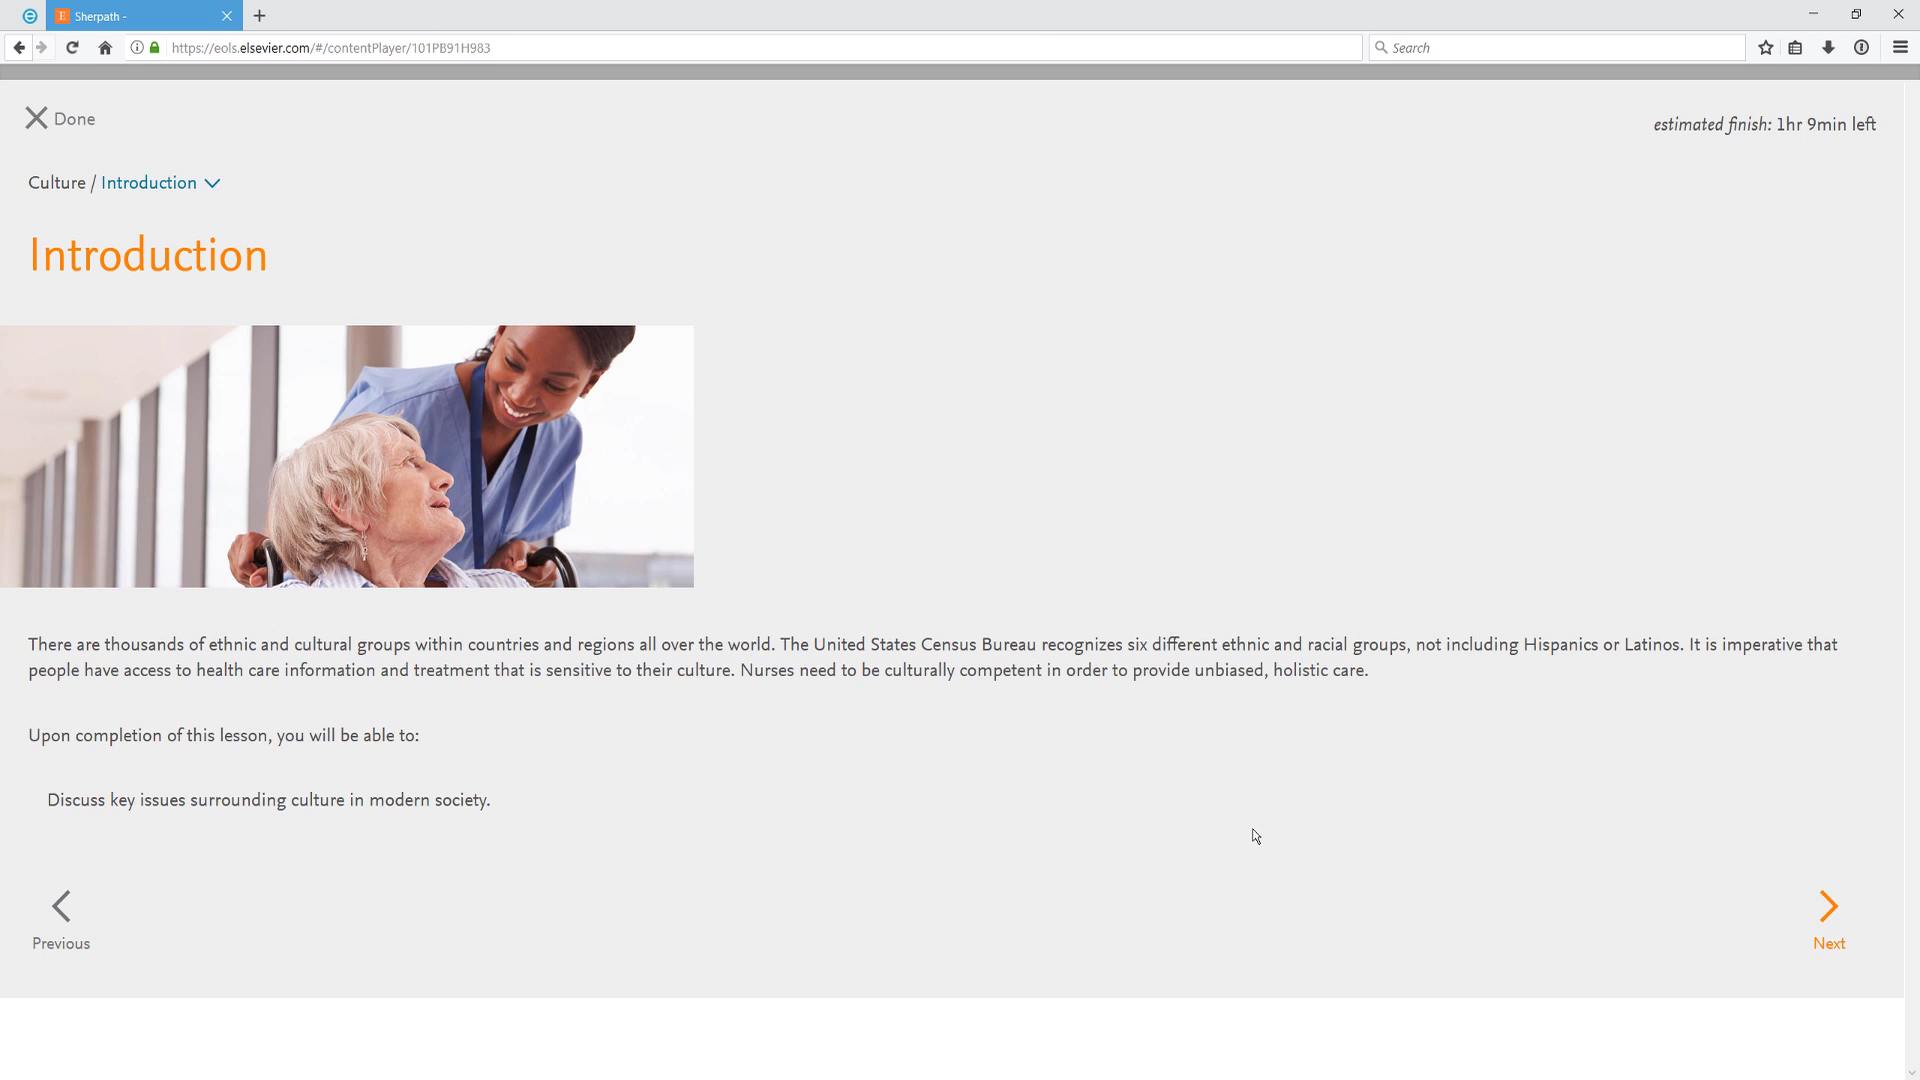 Sherpath -
https://eols.elsevier.com/#/contentPlayer/101PB91H983
Search
Done
estimated finish: 1hr 9min left
Culture / Introduction
Introduction
There are thousands of ethnic and cultural groups within countries and regions all over the world. The United States Census Bureau recognizes six different ethnic and racial groups, not including Hispanics or Latinos. It is imperative that
people have access to health care information and treatment that is sensitive to their culture. Nurses need to be culturally competent in order to provide unbiased, holistic care.
Upon completion of this lesson, you will be able to:
Discuss key issues surrounding culture in modern society.
Previous
Next